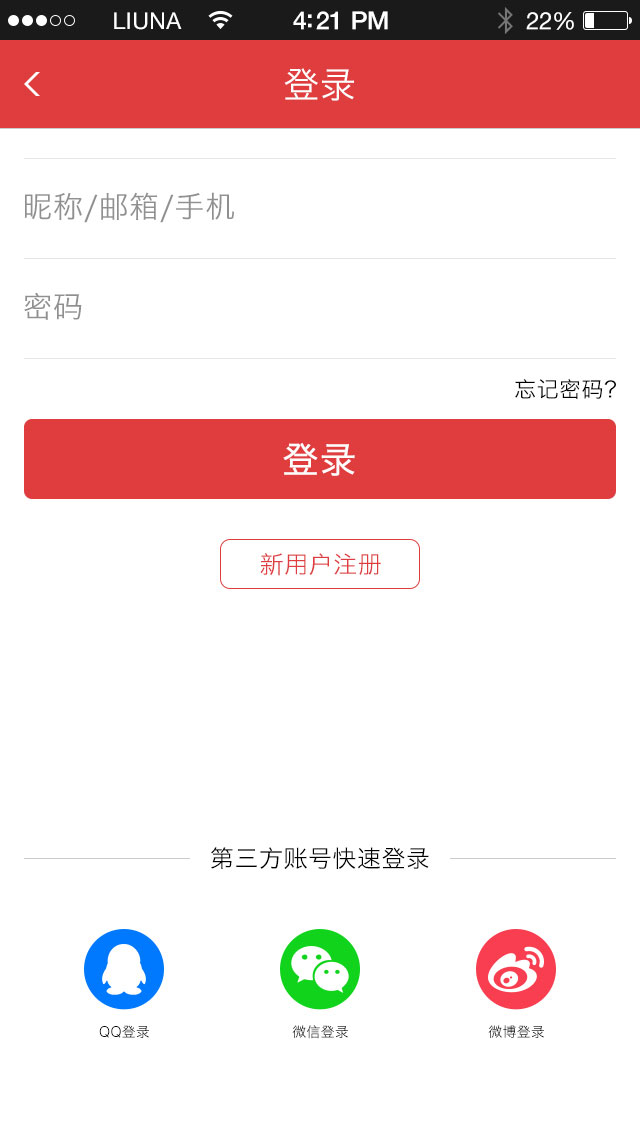 LIUNA 4:21 PM 22%
登录
昵称/邮箱/手机
密码
忘记密码?
登录
新用户注册
第三方账号快速登录
QQ登录 微信登录 微博登录